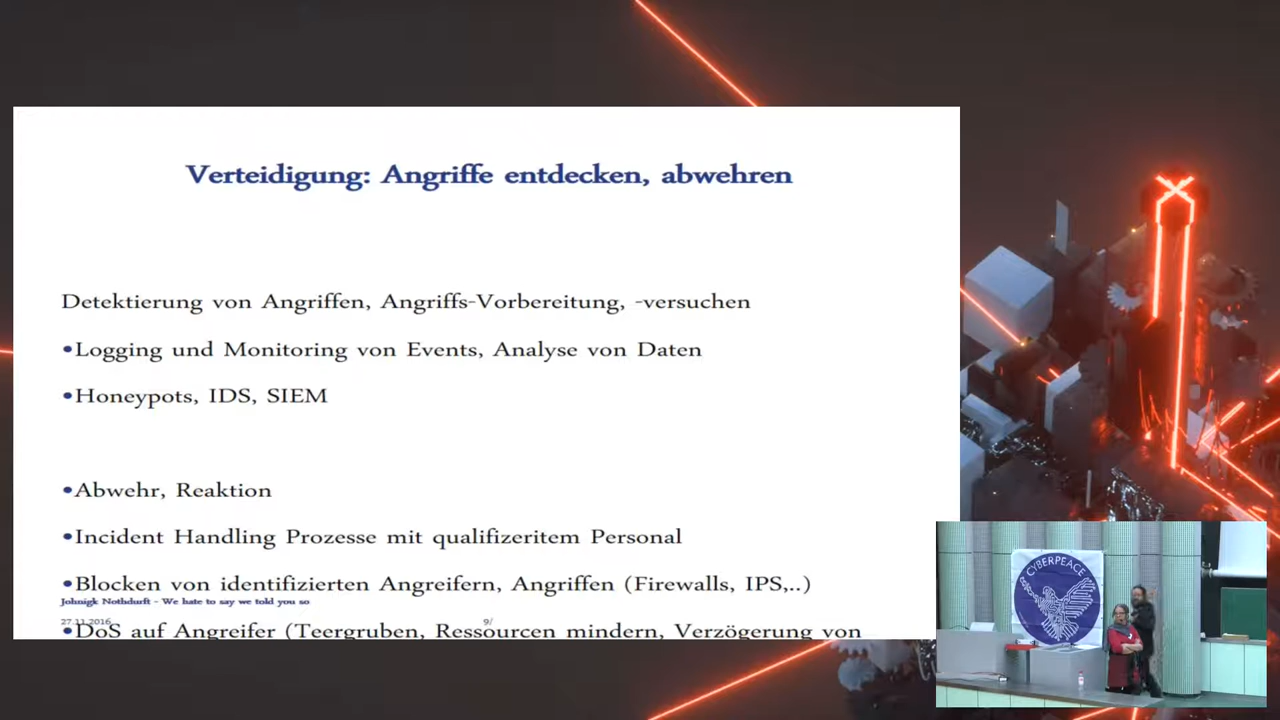 Verteidigung: Angriffe entdecken, abwehren
Detektierung von Angriffen, Angriffs-Vorbereitung, -versuchen
•Logging und Monitoring von Events, Analyse von Daten
•Honeypots, IDS, SIEM
•Abwehr, Reaktion
•Incident Handling Prozesse mit qualifizeritem Personal
•Blocken von identifizierten Angreifern, Angriffen (Firewalls, IPS,..)
Johnigk Nothdurft - We hate to say we told you so
27.11.2016
9/
•DoS auf Angreifer (Teergruben, Ressourcen mindern, Verzögerung von
CYBERPEACE